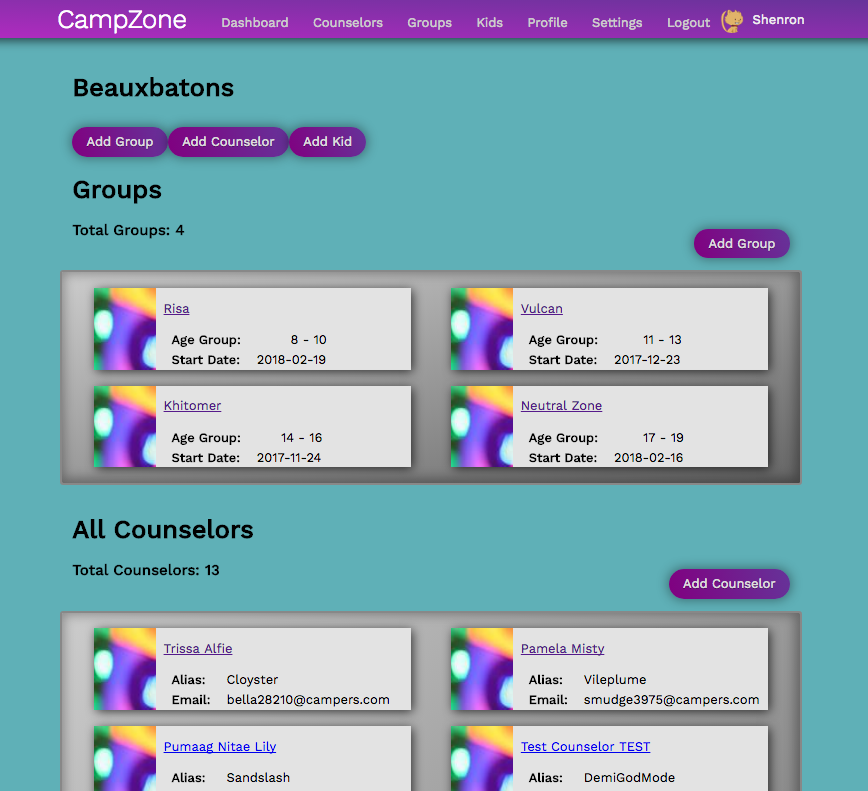 CampZone Dashboard Counselors Groups Kids Profile Settings Logout Shenron
Beauxbatons
Add Group Add Counselor Add Kid
Groups
Total Groups: 4
Add Group
Risa
Age Group: 8 - 10
Start Date: 2018-02-19
Vulcan
Age Group: 11 - 13
Start Date: 2017-12-23
Khitomer
Age Group: 14 - 16
Start Date: 2017-11-24
Neutral Zone
Age Group: 17 - 19
Start Date: 2018-02-16
All Counselors
Total Counselors: 13
Add Counselor
Trissa Alfie
Alias: Cloyster
Email: bella28210@campers.com
Pamela Misty
Alias: Vileplume
Email: smudge3975@campers.com
Pumaag Nitae Lily
Alias: Sandslash
Test Counselor TEST
Alias: DemiGodMode